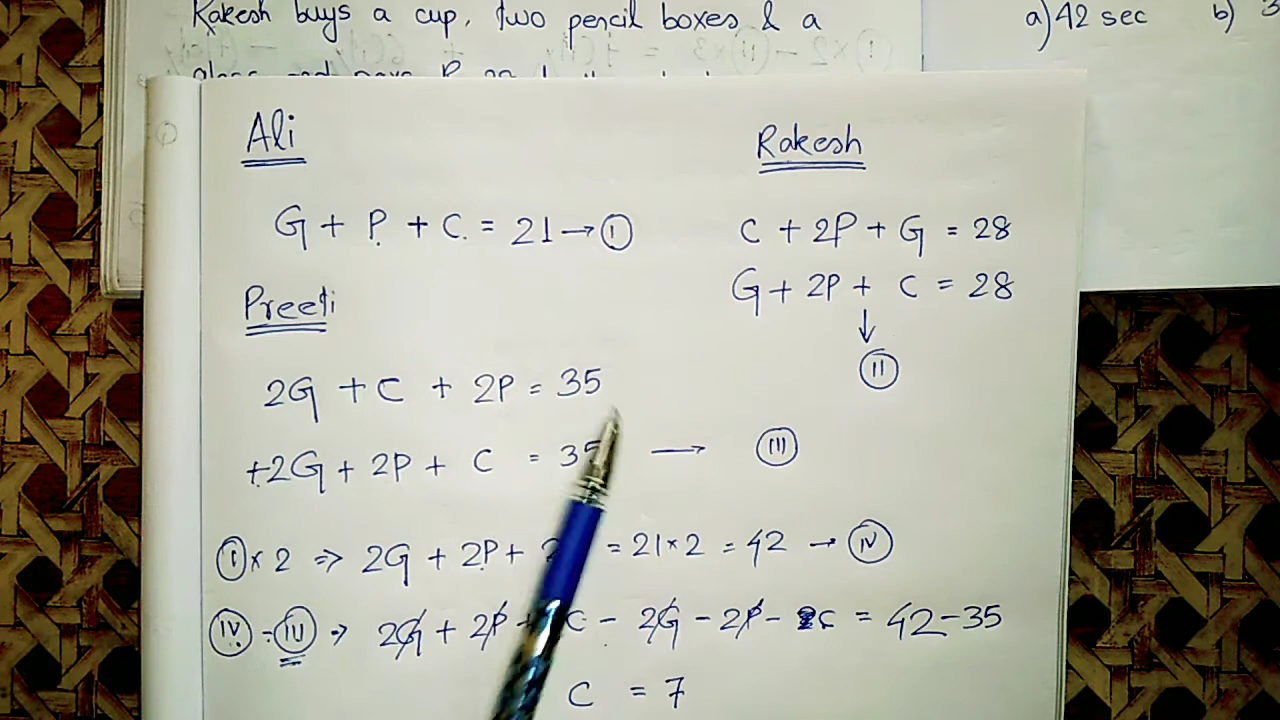 Rakesh buys a cup, two pencil boxes & a
a) 42 sec b) 3
Ali
G + P + C = 21 → I
Preeti
2G + C + 2P = 35
+2G + 2P + C = 35 — III
Rakesh
C + 2P + G = 28
G + 2P + C = 28
↓
II
I × 2 ⇒ 2G + 2P + = 21 × 2 = 42 → IV
IV - III ⇒ 2G + 2P + C - 2G - 2P - C = 42 - 35
C = 7